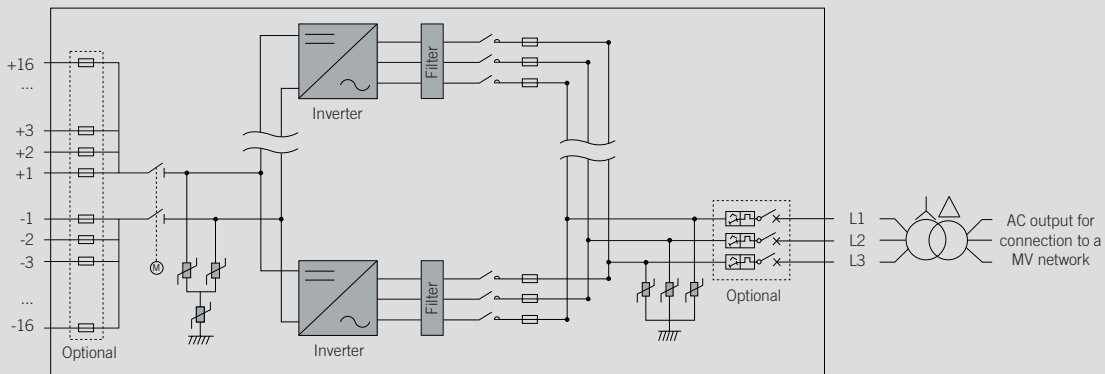 +16
...
+3
+2
+1
-1
-2
-3
...
-16
Optional
M
Inverter
Filter
Inverter
Filter
Optional
L1
L2
L3
AC output for
connection to a
MV network